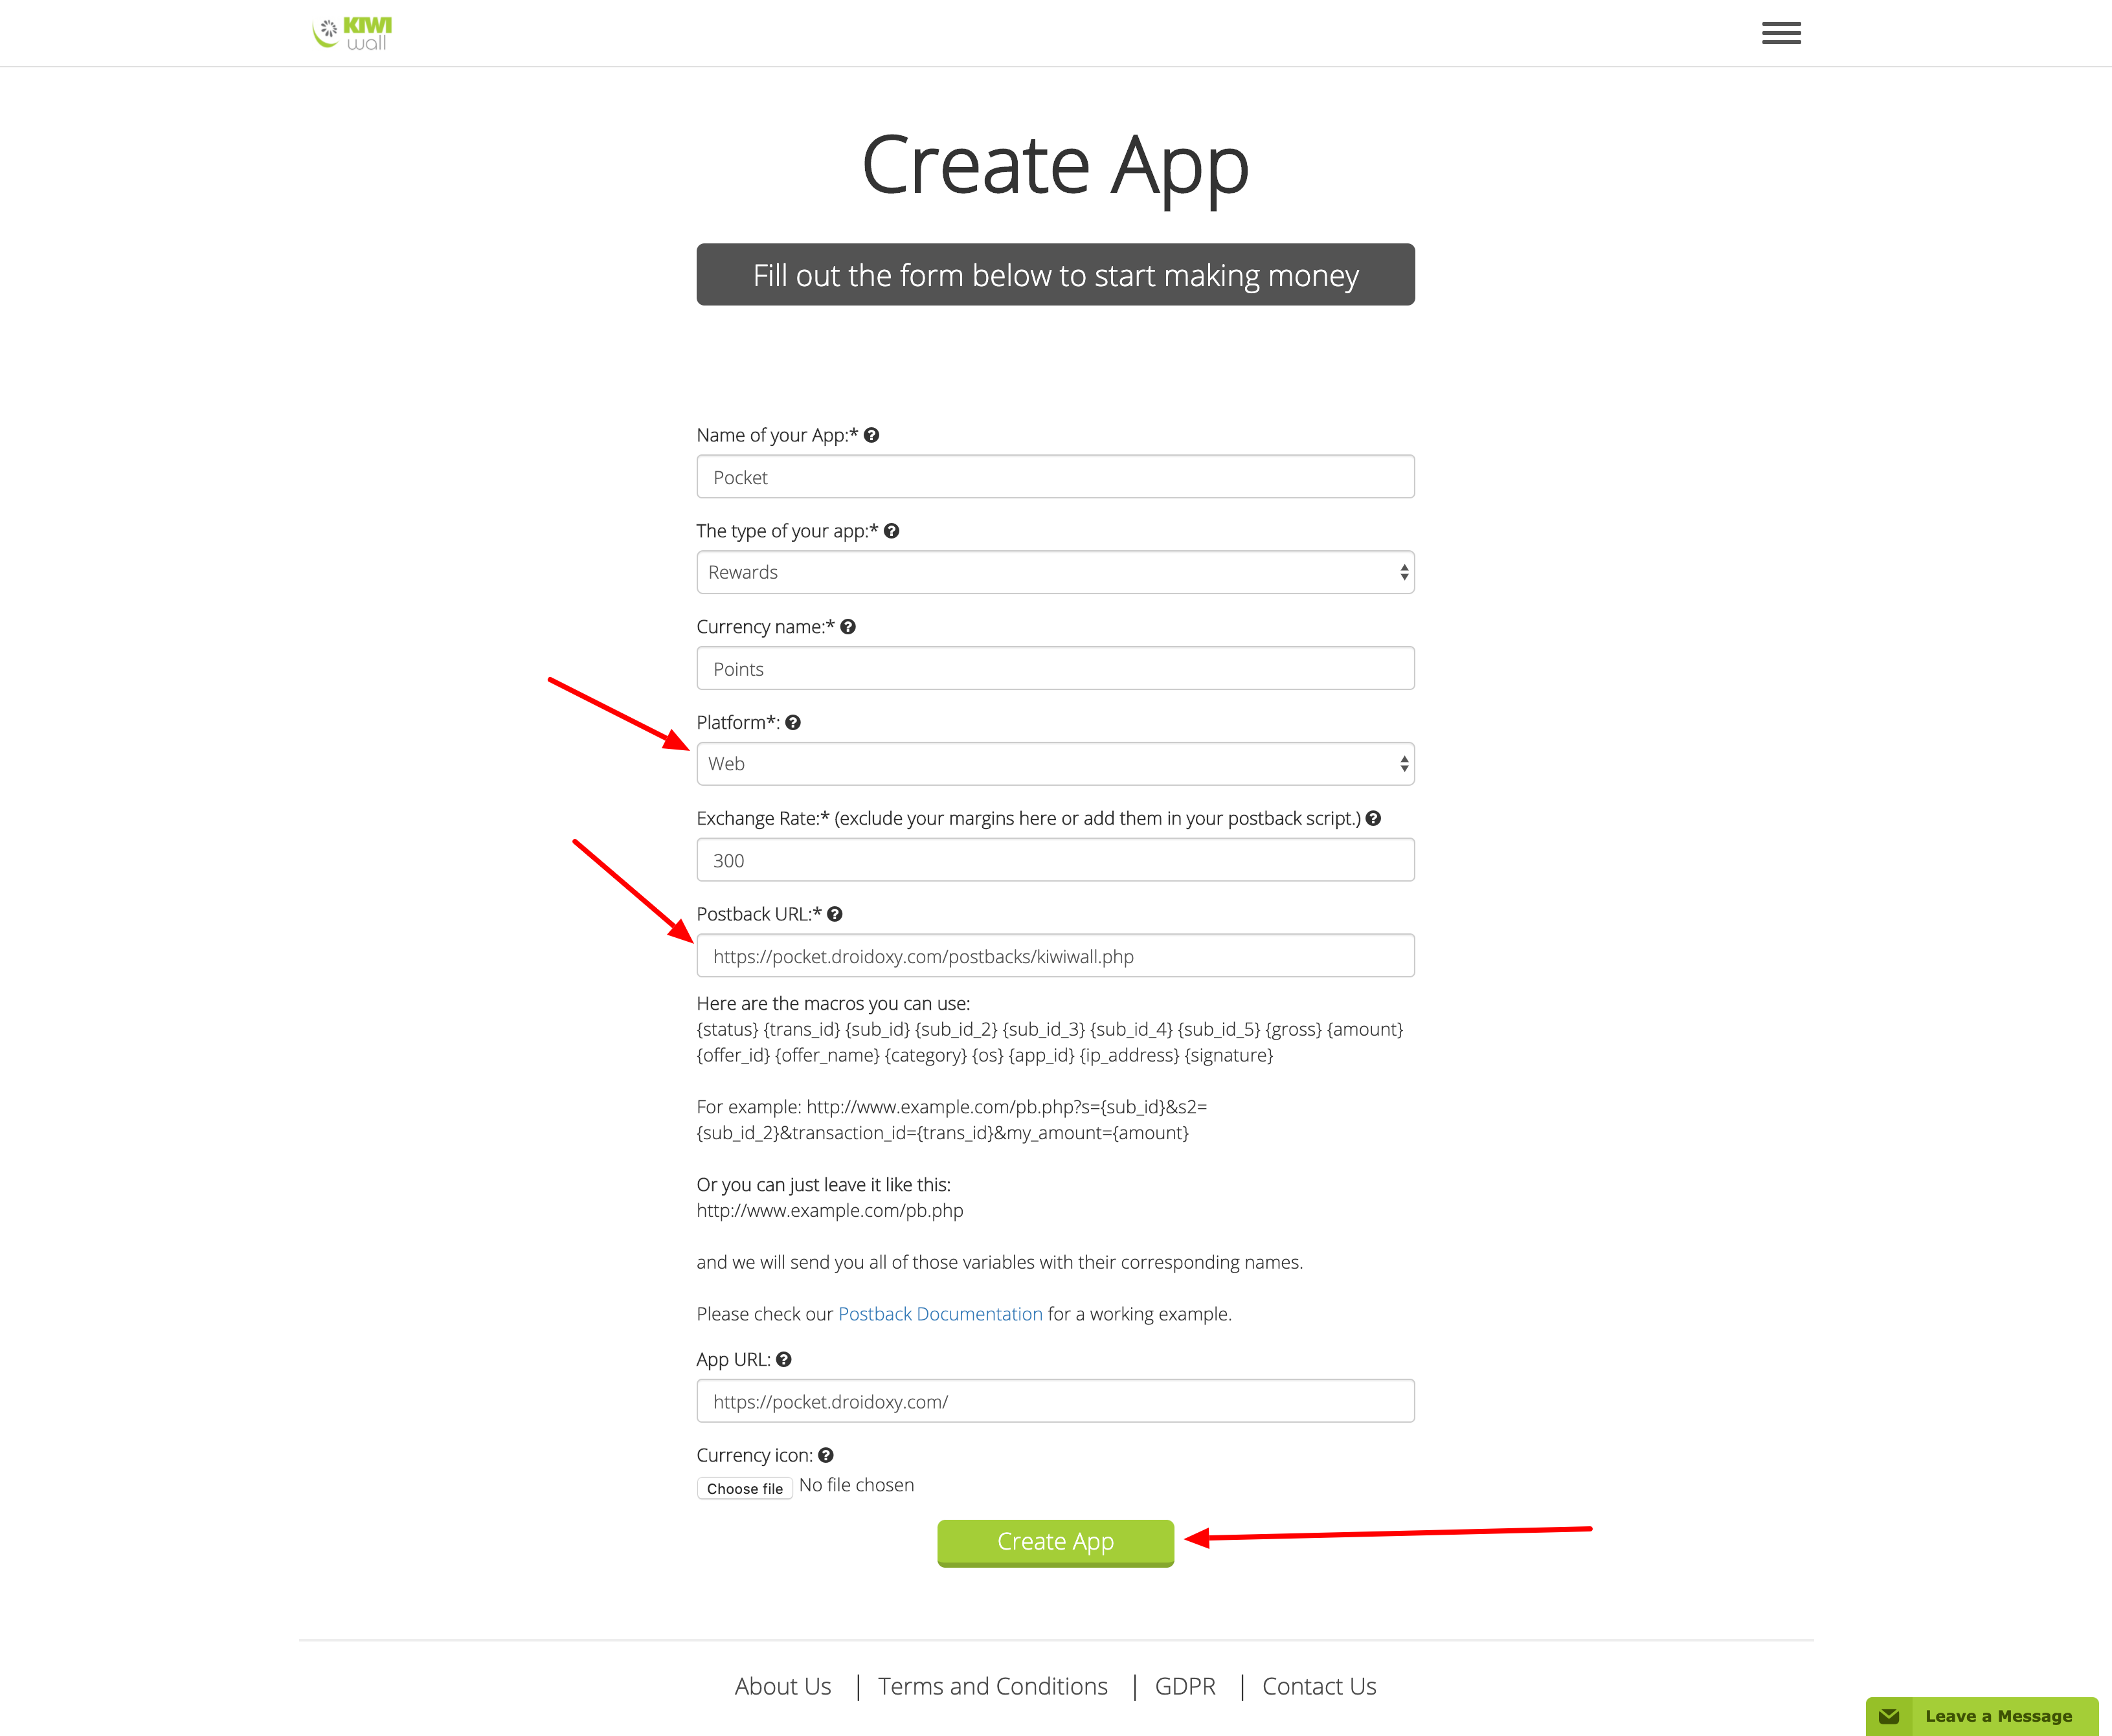 KIWI
wall
Create App
Fill out the form below to start making money
Name of your App:*
Pocket
The type of your app:*
Rewards
Currency name:*
Points
Platform*:
Web
Exchange Rate:* (exclude your margins here or add them in your postback script.)
300
Postback URL:*
https://pocket.droidoxy.com/postbacks/kiwiwall.php
Here are the macros you can use:
{status} {trans_id} {sub_id} {sub_id_2} {sub_id_3} {sub_id_4} {sub_id_5} {gross} {amount}
{offer_id} {offer_name} {category} {os} {app_id} {ip_address} {signature}
For example: http://www.example.com/pb.php?s={sub_id}&s2=
{sub_id_2}&transaction_id={trans_id}&my_amount={amount}
Or you can just leave it like this:
http://www.example.com/pb.php
and we will send you all of those variables with their corresponding names.
Please check our Postback Documentation for a working example.
App URL:
https://pocket.droidoxy.com/
Currency icon:
Choose file No file chosen
Create App
About Us | Terms and Conditions | GDPR | Contact Us
Leave a Message